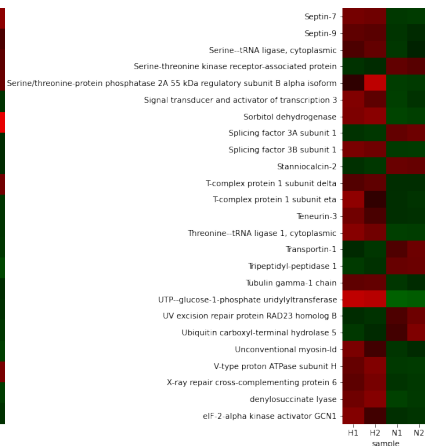 Septin-7
Septin-9
Serine--tRNA ligase, cytoplasmic
Serine-threonine kinase receptor-associated protein
Serine/threonine-protein phosphatase 2A 55 kDa regulatory subunit B alpha isoform
Signal transducer and activator of transcription 3
Sorbitol dehydrogenase
Splicing factor 3A subunit 1
Splicing factor 3B subunit 1
Stanniocalcin-2
T-complex protein 1 subunit delta
T-complex protein 1 subunit eta
Teneurin-3
Threonine--tRNA ligase 1, cytoplasmic
Transportin-1
Tripeptidyl-peptidase 1
Tubulin gamma-1 chain
UTP--glucose-1-phosphate uridylyltransferase
UV excision repair protein RAD23 homolog B
Ubiquitin carboxyl-terminal hydrolase 5
Unconventional myosin-Id
V-type proton ATPase subunit H
X-ray repair cross-complementing protein 6
denylosuccinate lyase
eIF-2-alpha kinase activator GCN1
H1 H2 N1 N2
sample